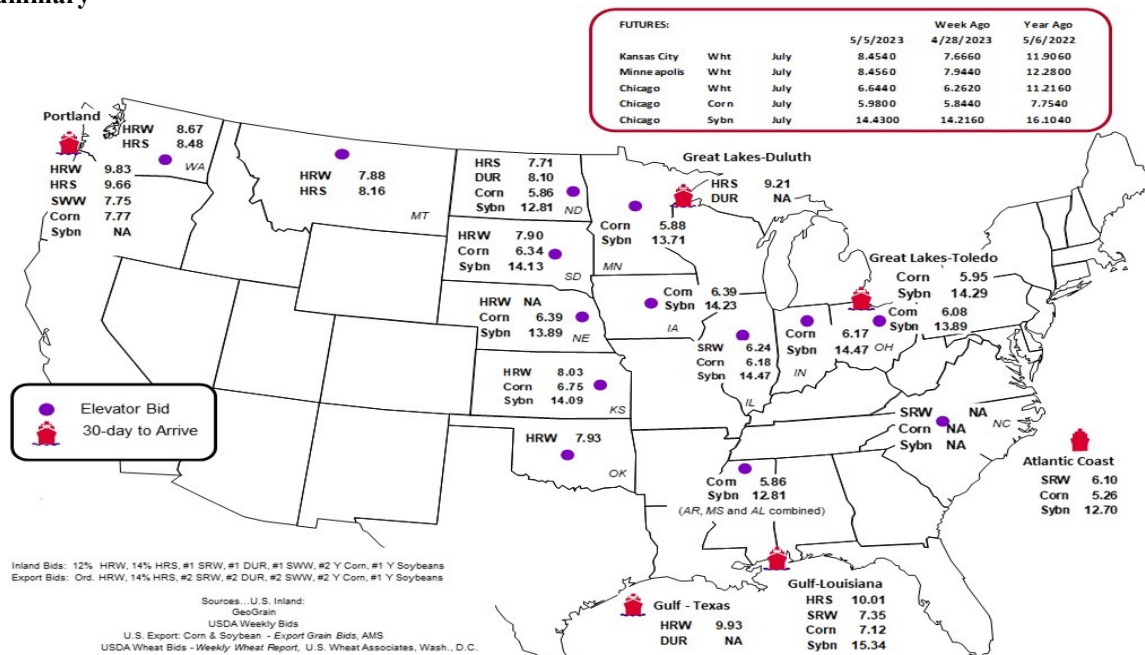 FUTURES:
Week Ago Year Ago
5/5/2023 4/28/2023 5/6/2022
Kansas City Wht July 8.4540 7.6660 11.9060
Minneapolis Wht July 8.4560 7.9440 12.2800
Chicago Wht July 6.6440 6.2620 11.2160
Chicago Corn July 5.9800 5.8440 7.7540
Chicago Sybn July 14.4300 14.2160 16.1040
Portland
HRW 9.83
HRS 9.66
SWW 7.75
Corn 7.77
Sybn NA
HRW 8.67
HRS 8.48
WA
HRW 7.88
HRS 8.16
MT
HRS 7.71
DUR 8.10
Corn 5.86
Sybn 12.81
ND
HRW 7.90
Corn 6.34
Sybn 14.13
SD
HRW NA
Corn 6.39
Sybn 13.89
NE
HRW 8.03
Corn 6.75
Sybn 14.09
KS
HRW 7.93
OK
Corn 5.88
Sybn 13.71
MN
Great Lakes-Duluth
HRS 9.21
DUR NA
Corn 6.39
Sybn 14.23
IA
SRW 6.24
Corn 6.18
Sybn 14.47
IL
Corn 6.17
Sybn 14.47
IN
Great Lakes-Toledo
Corn 5.95
Sybn 14.29
Corn 6.08
Sybn 13.89
OH
SRW NA
Corn NA
Sybn NA
NC
Atlantic Coast
SRW 6.10
Corn 5.26
Sybn 12.70
Corn 5.86
Sybn 12.81
(AR, MS and AL combined)
Gulf-Louisiana
HRS 10.01
SRW 7.35
Corn 7.12
Sybn 15.34
Gulf - Texas
HRW 9.93
DUR NA
Elevator Bid
30-day to Arrive
Inland Bids: 12% HRW, 14% HRS, #1 SRW, #1 DUR, #1 SWW, #2 Y Corn, #1 Y Soybeans
Export Bids: Ord. HRW, 14% HRS, #2 SRW, #2 DUR, #2 SWW, #2 Y Corn, #1 Y Soybeans
Sources...U.S. Inland:
GeoGrain
USDA Weekly Bids
U.S. Export: Corn & Soybean - Export Grain Bids, AMS
USDA Wheat Bids - Weekly Wheat Report, U.S. Wheat Associates, Wash., D.C.